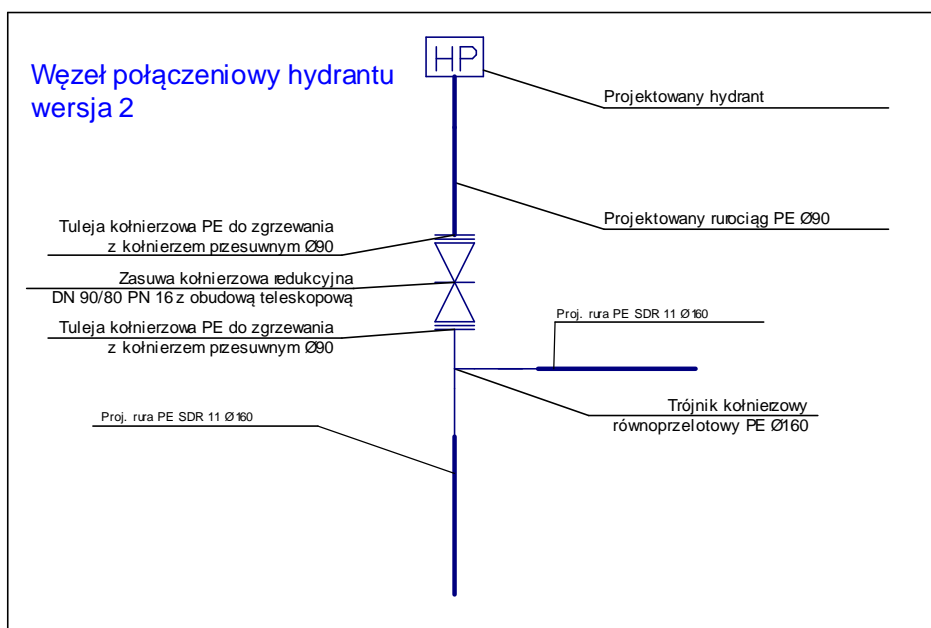 HP
Węzeł połączeniowy hydrantu
wersja 2
Projektowany hydrant
Tuleja kołnierzowa PE do zgrzewania
z kołnierzem przesuwnym Ø90
Projektowany rurociąg PE Ø90
Zasuwa kołnierzowa redukcyjna
DN 90/80 PN 16 z obudową teleskopową
Tuleja kołnierzowa PE do zgrzewania
z kołnierzem przesuwnym Ø90
Proj. rura PE SDR 11 Ø160
Trójnik kołnierzowy
równoprzelotowy PE Ø160
Proj. rura PE SDR 11 Ø160